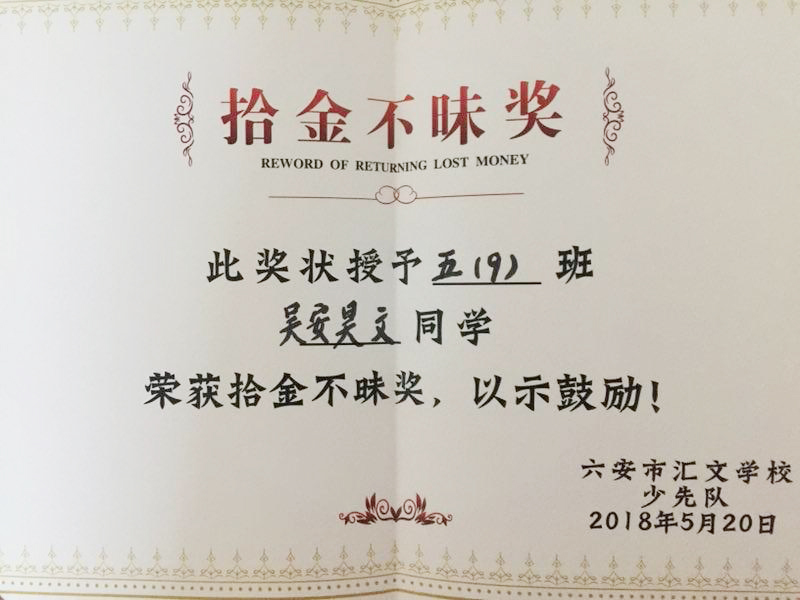 拾金不昧奖
REWORD OF RETURNING LOST MONEY
此奖状授予五(9)班
吴安昊文同学
荣获拾金不昧奖，以示鼓励！
六安市汇文学校
少先队
2018年5月20日